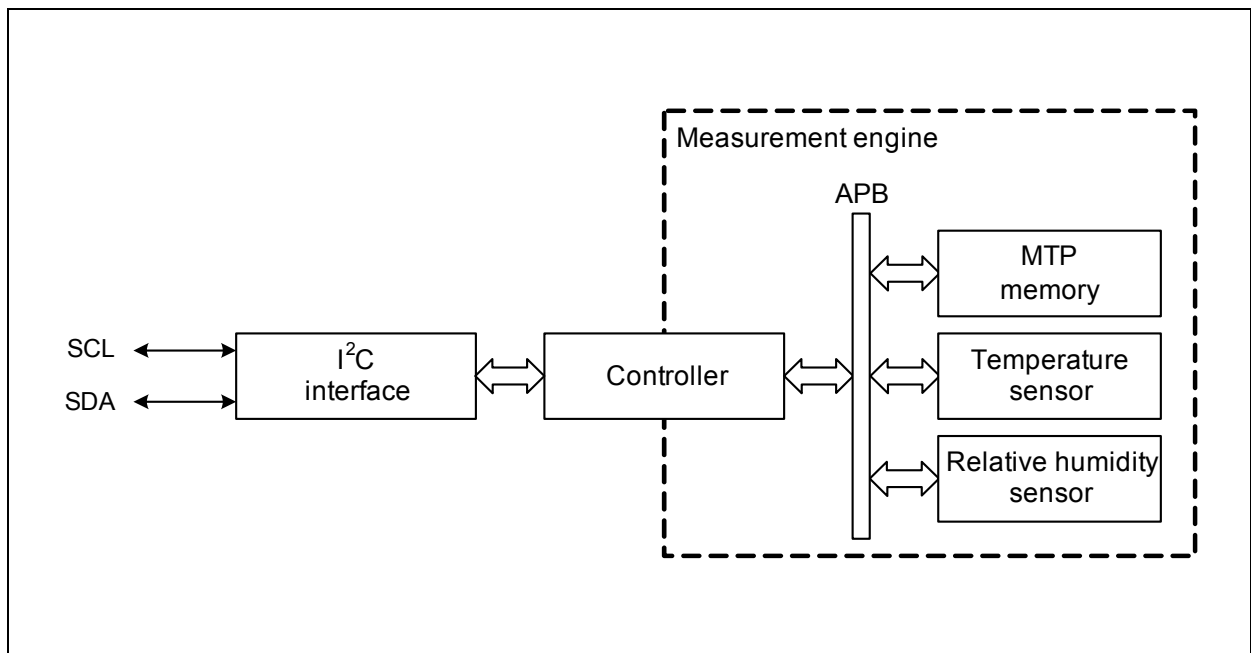 Measurement engine
APB
MTP
memory
SCL
SDA
I²C
interface
Controller
Temperature
sensor
Relative humidity
sensor